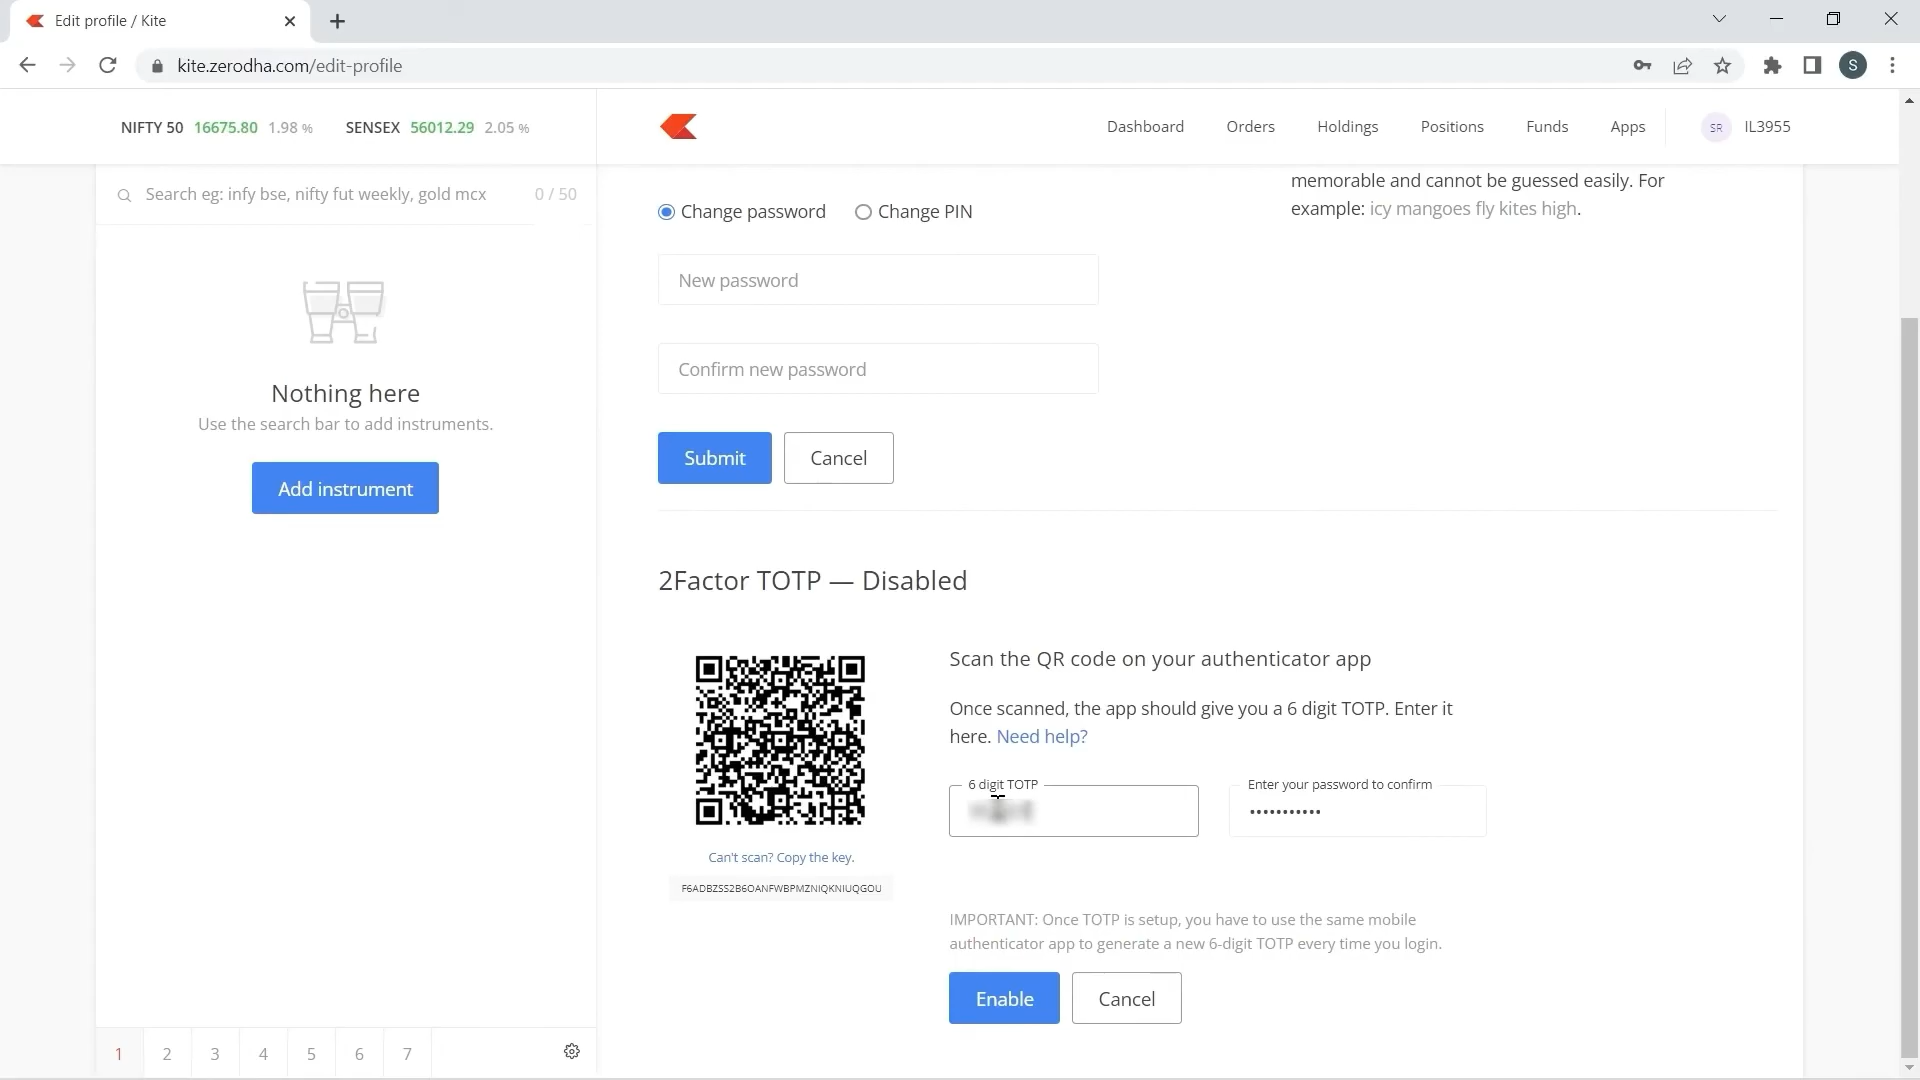 Edit profile / Kite
kite.zerodha.com/edit-profile
S
NIFTY 50 16675.80 1.98 % SENSEX 56012.29 2.05 %
Dashboard Orders Holdings Positions Funds Apps SR IL3955
Search eg: infy bse, nifty fut weekly, gold mcx 0 / 50
Nothing here
Use the search bar to add instruments.
Add instrument
1 2 3 4 5 6 7
memorable and cannot be guessed easily. For
example: icy mangoes fly kites high.
Change password Change PIN
New password
Confirm new password
Submit Cancel
2Factor TOTP — Disabled
Can't scan? Copy the key.
F6ADBZSS2B6OANFWBPMZNIQKNIUQGOU
Scan the QR code on your authenticator app
Once scanned, the app should give you a 6 digit TOTP. Enter it
here. Need help?
6 digit TOTP Enter your password to confirm
•••••••••••
IMPORTANT: Once TOTP is setup, you have to use the same mobile
authenticator app to generate a new 6-digit TOTP every time you login.
Enable Cancel